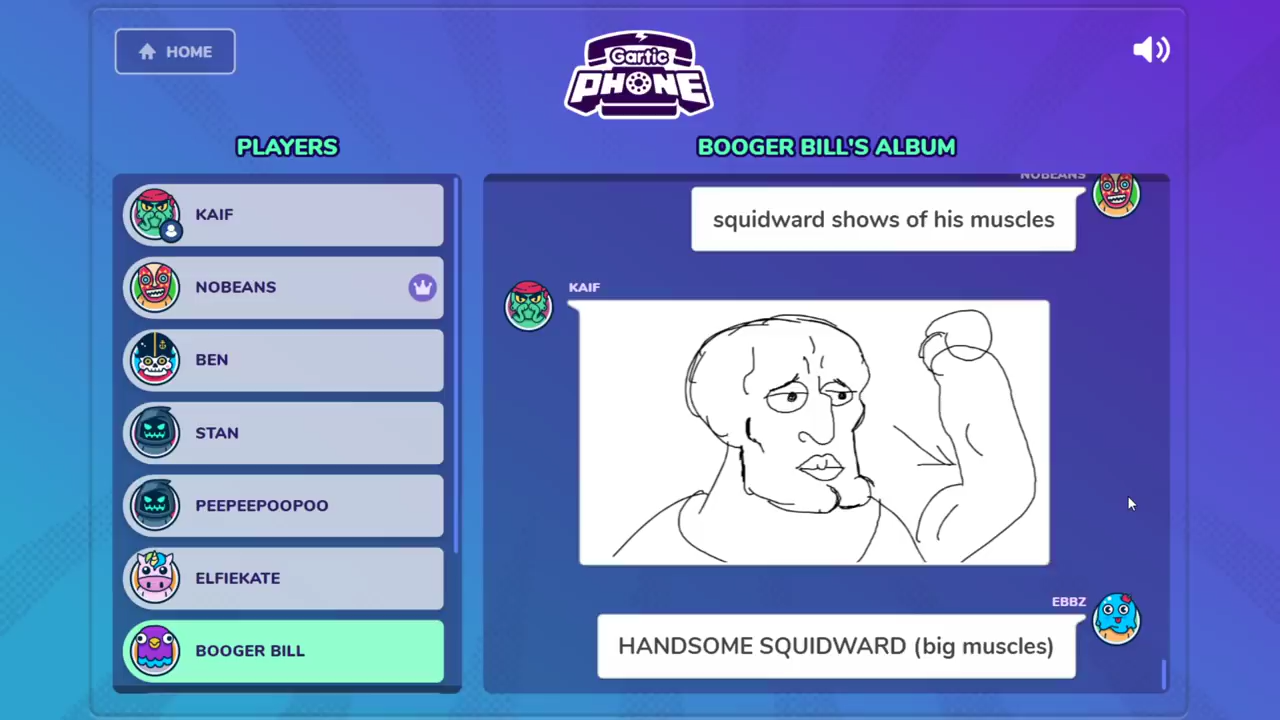 HOME
Gartic
PHONE
PLAYERS
KAIF
NOBEANS
BEN
STAN
PEEPEEPOOPOO
ELFIEKATE
BOOGER BILL
BOOGER BILL'S ALBUM
NOBEANS
squidward shows of his muscles
KAIF
EBBZ
HANDSOME SQUIDWARD (big muscles)